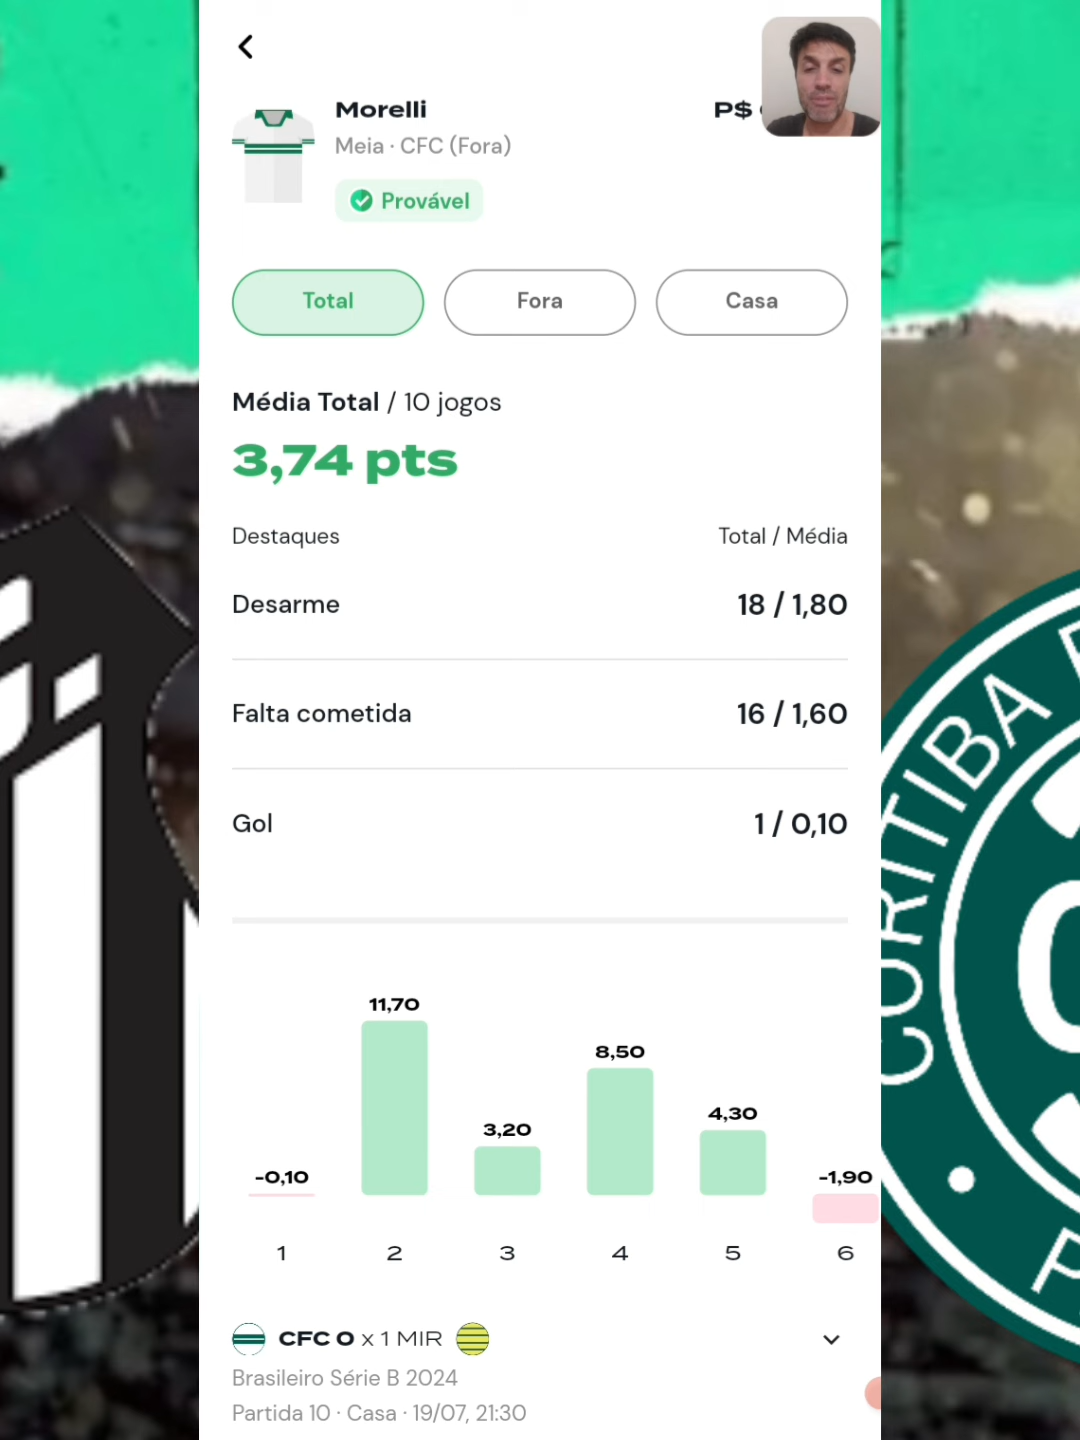 Morelli
P$
Meia · CFC (Fora)
Provável
Total
Fora
Casa
Média Total / 10 jogos
3,74 pts
Destaques
Total / Média
Desarme
18 / 1,80
Falta cometida
16 / 1,60
Gol
1 / 0,10
-0,10
11,70
3,20
8,50
4,30
-1,90
1
2
3
4
5
6
CFC 0 x 1 MIR
Brasileiro Série B 2024
Partida 10 · Casa · 19/07, 21:30
CORITIBA